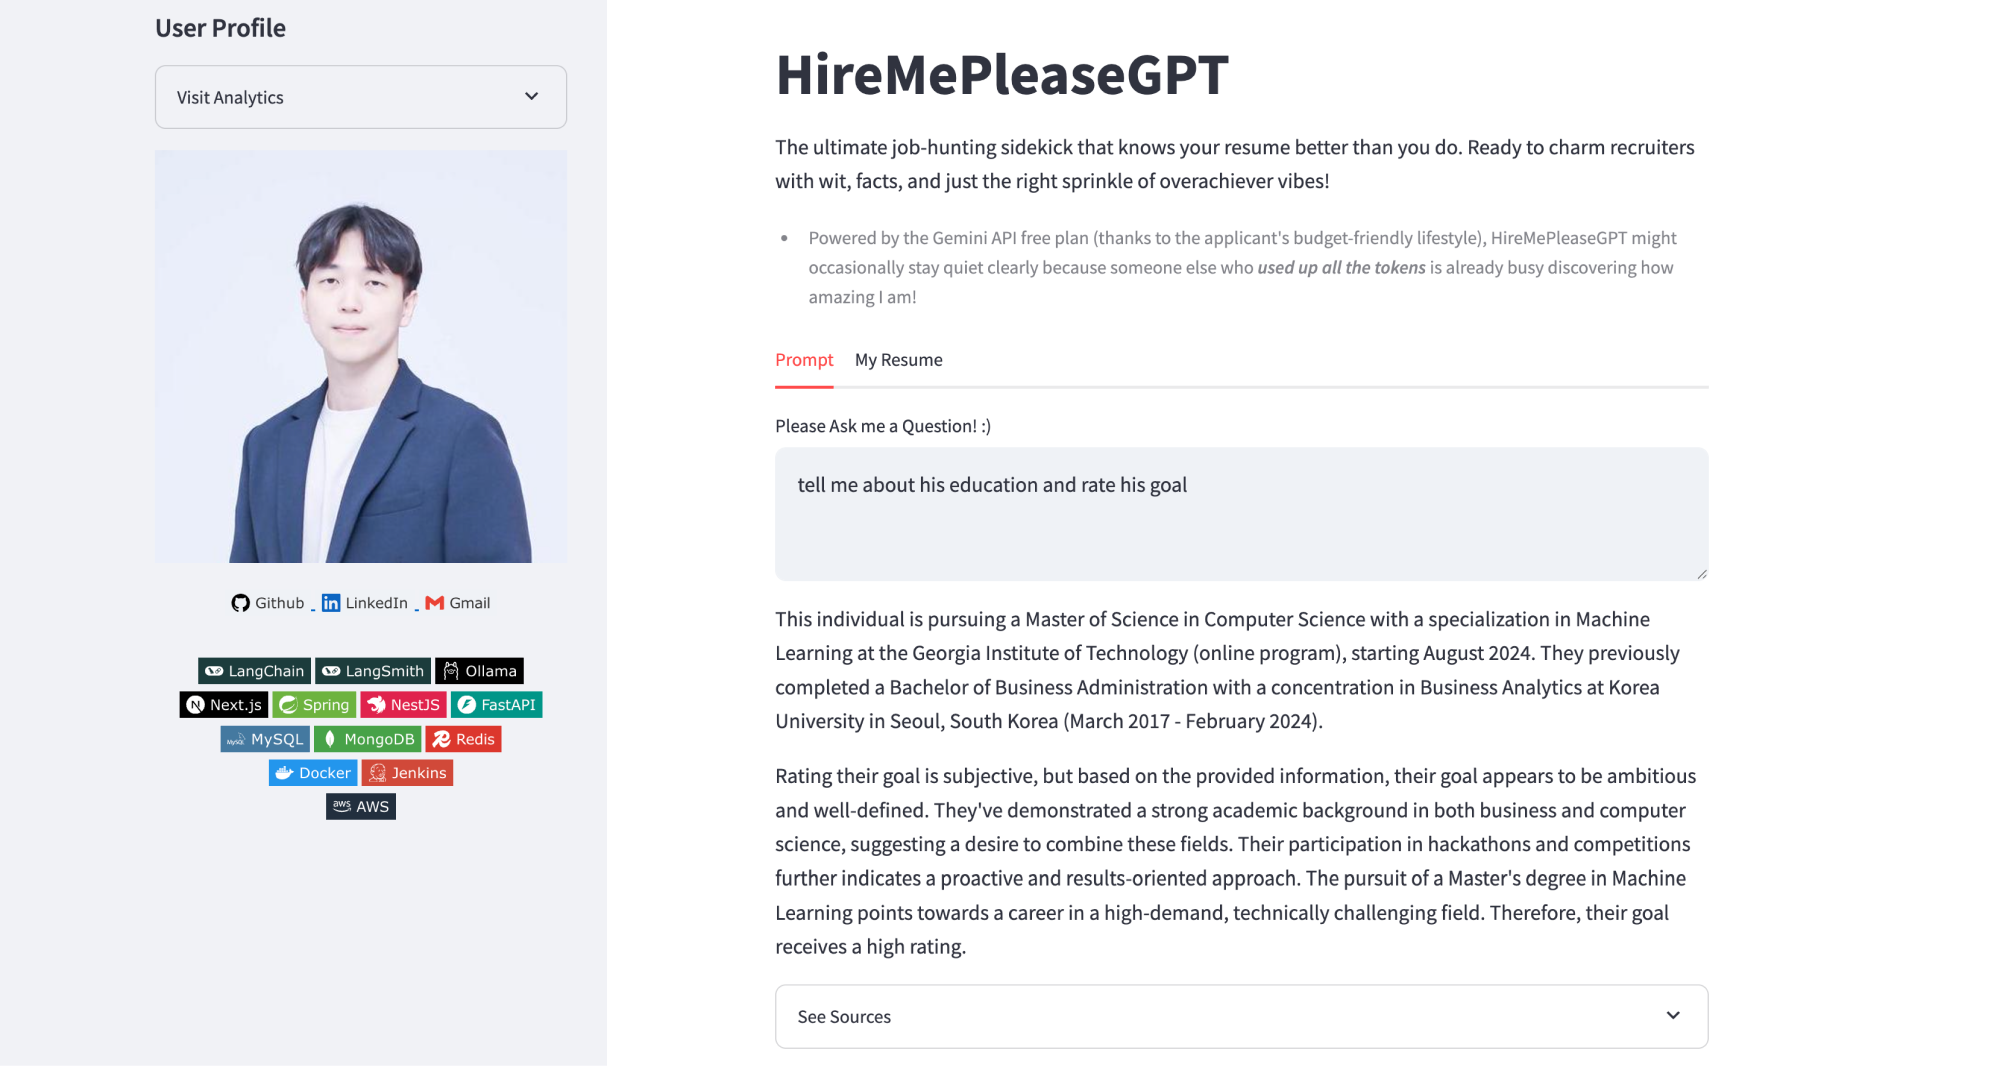 User Profile
Visit Analytics
Github LinkedIn Gmail
LangChain LangSmith Ollama
Next.js Spring NestJS FastAPI
MySQL MySQL MongoDB Redis
Docker Jenkins
aws AWS
HireMePleaseGPT
The ultimate job-hunting sidekick that knows your resume better than you do. Ready to charm recruiters
with wit, facts, and just the right sprinkle of overachiever vibes!
• Powered by the Gemini API free plan (thanks to the applicant's budget-friendly lifestyle), HireMePleaseGPT might
occasionally stay quiet clearly because someone else who used up all the tokens is already busy discovering how
amazing I am!
Prompt My Resume
Please Ask me a Question! :)
tell me about his education and rate his goal
This individual is pursuing a Master of Science in Computer Science with a specialization in Machine
Learning at the Georgia Institute of Technology (online program), starting August 2024. They previously
completed a Bachelor of Business Administration with a concentration in Business Analytics at Korea
University in Seoul, South Korea (March 2017 - February 2024).
Rating their goal is subjective, but based on the provided information, their goal appears to be ambitious
and well-defined. They've demonstrated a strong academic background in both business and computer
science, suggesting a desire to combine these fields. Their participation in hackathons and competitions
further indicates a proactive and results-oriented approach. The pursuit of a Master's degree in Machine
Learning points towards a career in a high-demand, technically challenging field. Therefore, their goal
receives a high rating.
See Sources